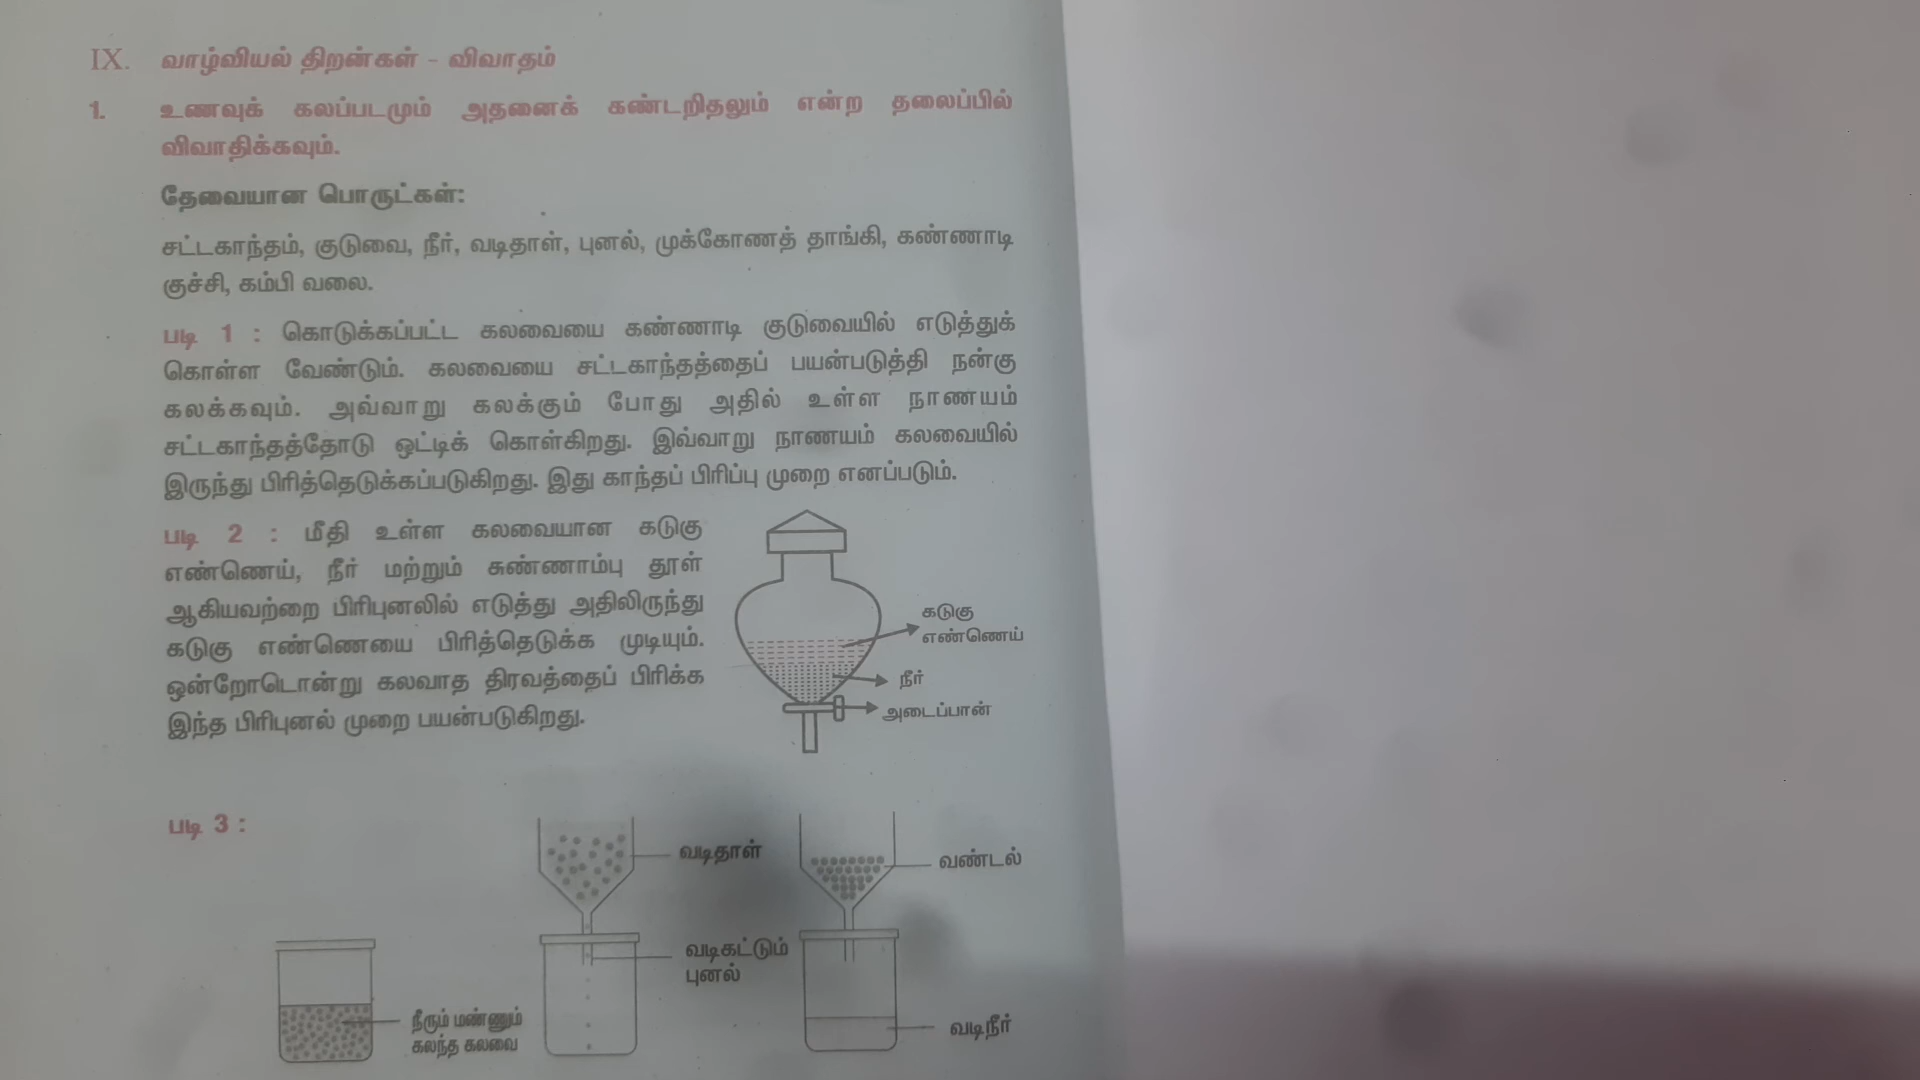 IX. வாழ்வியல் திறன்கள் - விவாதம்
1. உணவுக் கலப்படமும் அதனைக் கண்டறிதலும் என்ற தலைப்பில்
விவாதிக்கவும்.
தேவையான பொருட்கள்:
சட்டகாந்தம், குடுவை, நீர், வடிதாள், புனல், முக்கோணத் தாங்கி, கண்ணாடி
குச்சி, கம்பி வலை.
படி 1 : கொடுக்கப்பட்ட கலவையை கண்ணாடி குடுவையில் எடுத்துக்
கொள்ள வேண்டும். கலவையை சட்டகாந்தத்தைப் பயன்படுத்தி நன்கு
கலக்கவும். அவ்வாறு கலக்கும் போது அதில் உள்ள நாணயம்
சட்டகாந்தத்தோடு ஒட்டிக் கொள்கிறது. இவ்வாறு நாணயம் கலவையில்
இருந்து பிரித்தெடுக்கப்படுகிறது. இது காந்தப் பிரிப்பு முறை எனப்படும்.
படி 2 : மீதி உள்ள கலவையான கடுகு
எண்ணெய், நீர் மற்றும் சுண்ணாம்பு தூள்
ஆகியவற்றை பிரிபுனலில் எடுத்து அதிலிருந்து
கடுகு எண்ணெயை பிரித்தெடுக்க முடியும்.
ஒன்றோடொன்று கலவாத திரவத்தைப் பிரிக்க
இந்த பிரிபுனல் முறை பயன்படுகிறது.
கடுகு
எண்ணெய்
நீர்
அடைப்பான்
படி 3 :
வடிதாள்
வண்டல்
வடிகட்டும்
புனல்
நீரும் மண்ணும்
கலந்த கலவை
வடிநீர்